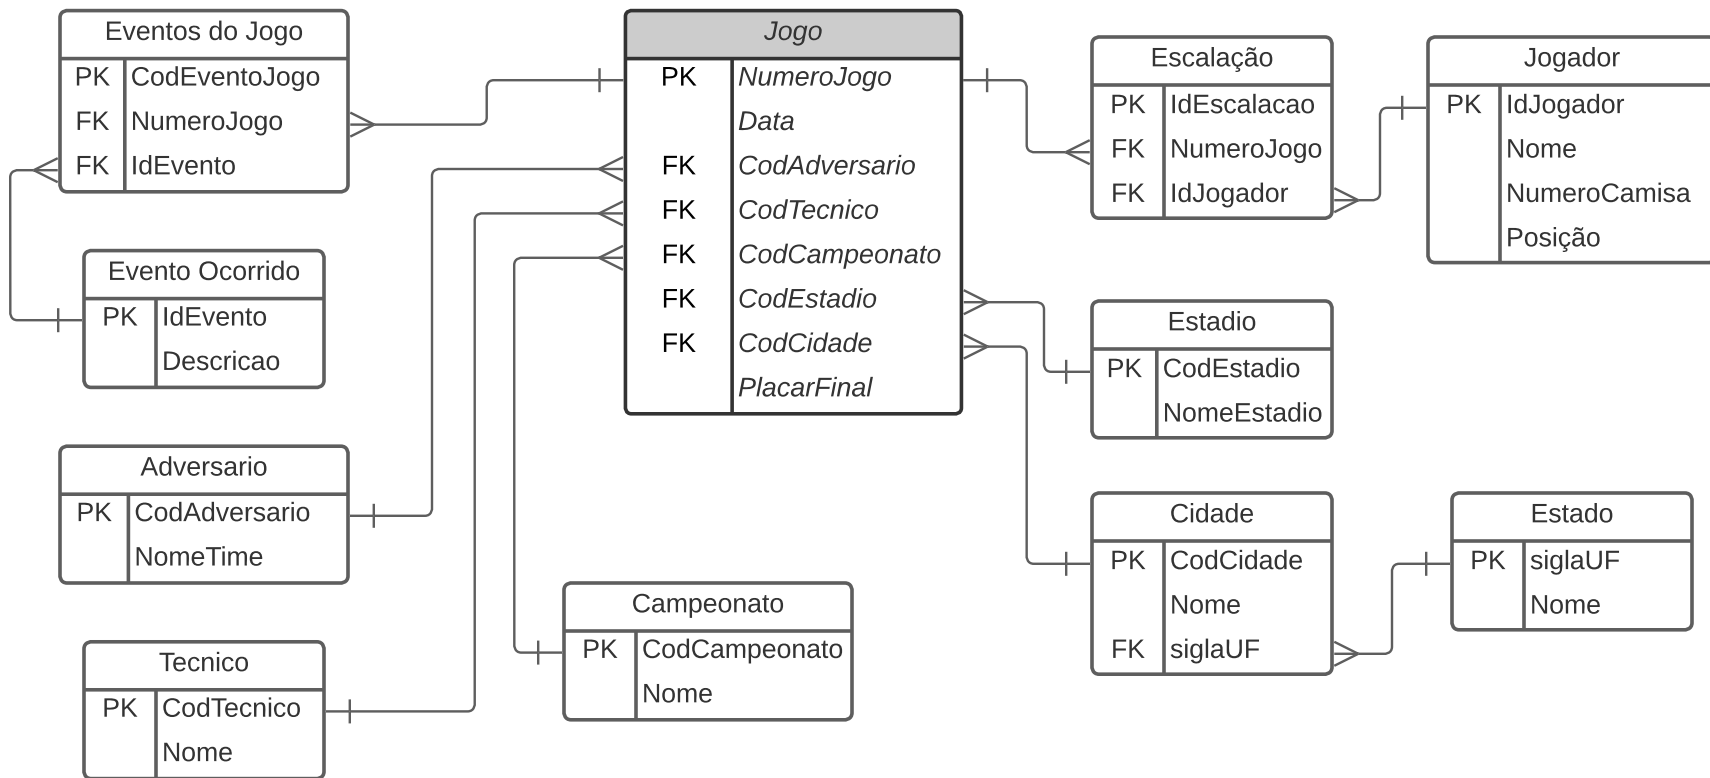 Eventos do Jogo
PK CodEventoJogo
FK NumeroJogo
FK IdEvento
Evento Ocorrido
PK IdEvento
Descricao
Adversario
PK CodAdversario
NomeTime
Tecnico
PK CodTecnico
Nome
Jogo
PK NumeroJogo
Data
FK CodAdversario
FK CodTecnico
FK CodCampeonato
FK CodEstadio
FK CodCidade
PlacarFinal
Campeonato
PK CodCampeonato
Nome
Escalação
PK IdEscalacao
FK NumeroJogo
FK IdJogador
Jogador
PK IdJogador
Nome
NumeroCamisa
Posição
Estadio
PK CodEstadio
NomeEstadio
Cidade
PK CodCidade
Nome
FK siglaUF
Estado
PK siglaUF
Nome